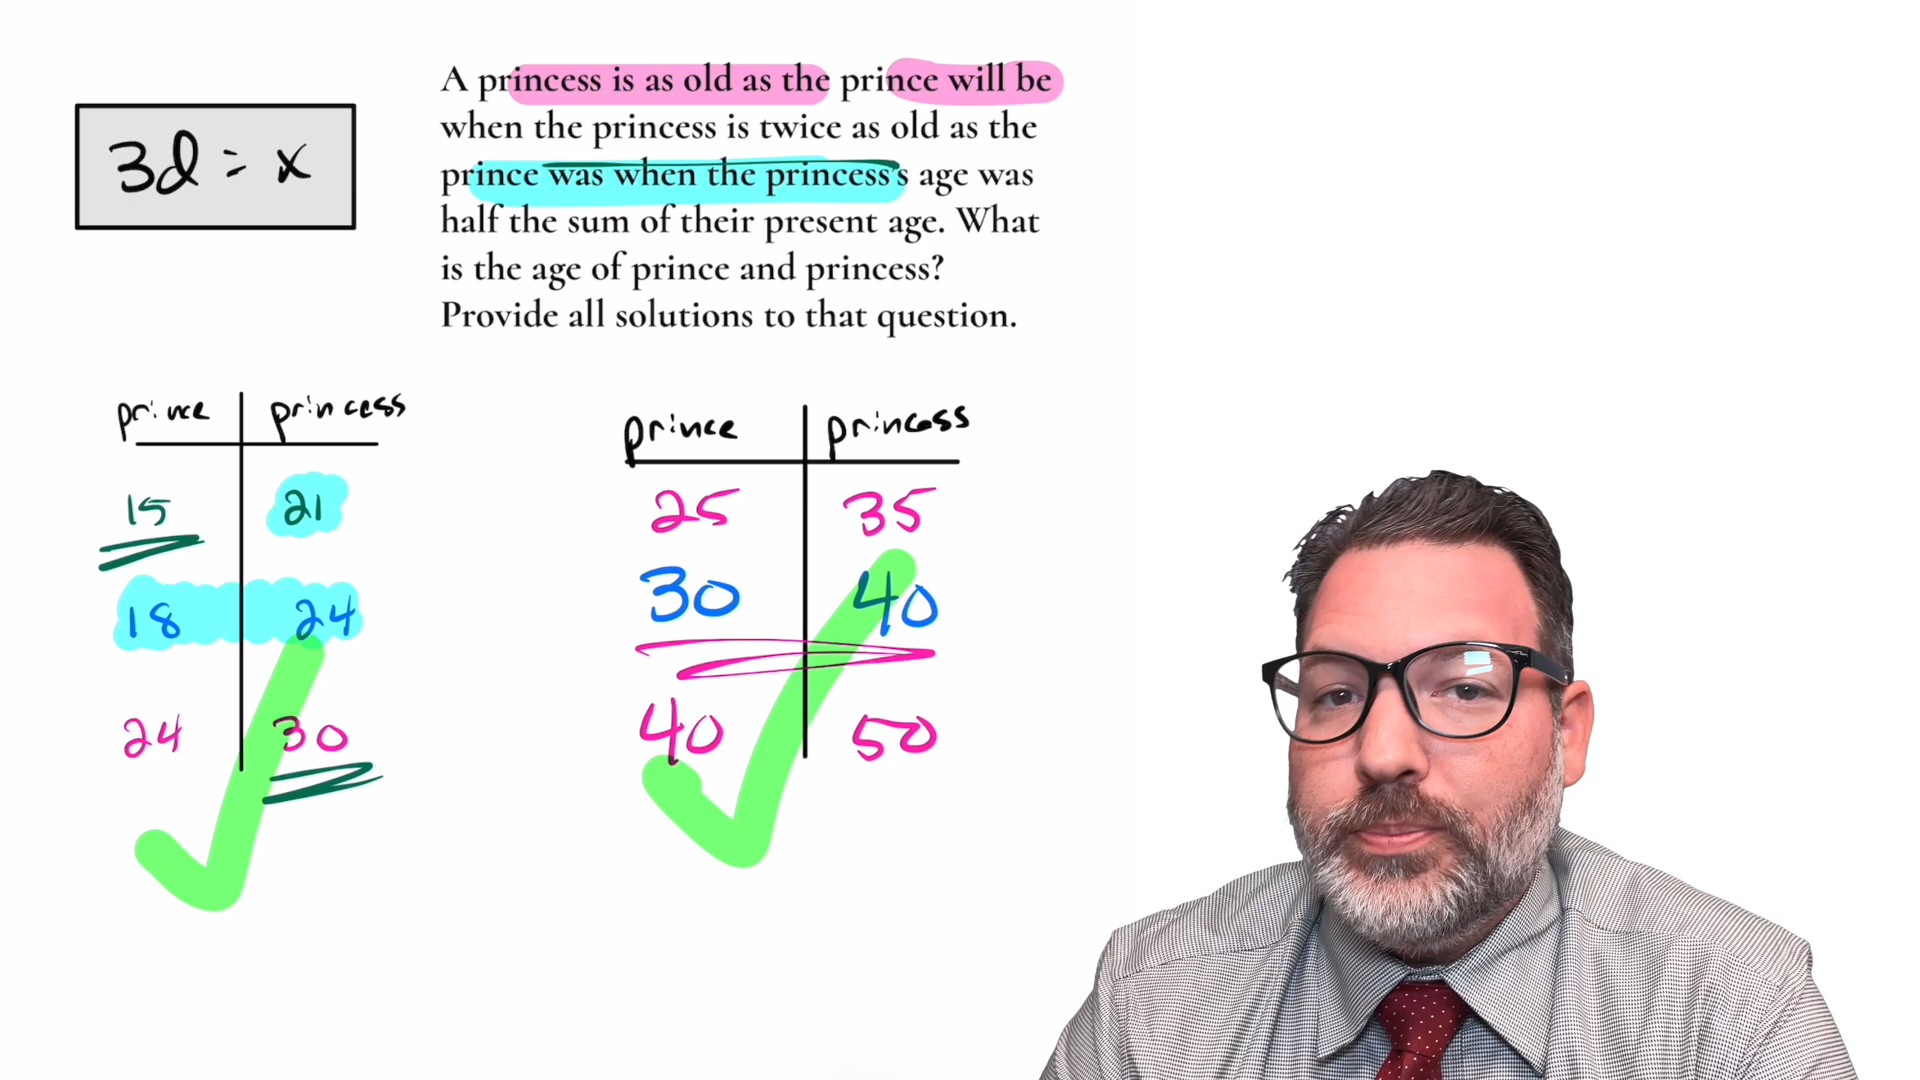 3d = x
A princess is as old as the prince will be
when the princess is twice as old as the
prince was when the princess's age was
half the sum of their present age. What
is the age of prince and princess?
Provide all solutions to that question.
prince princess
15 21
18 24
24 30
prince princess
25 35
30 40
40 50